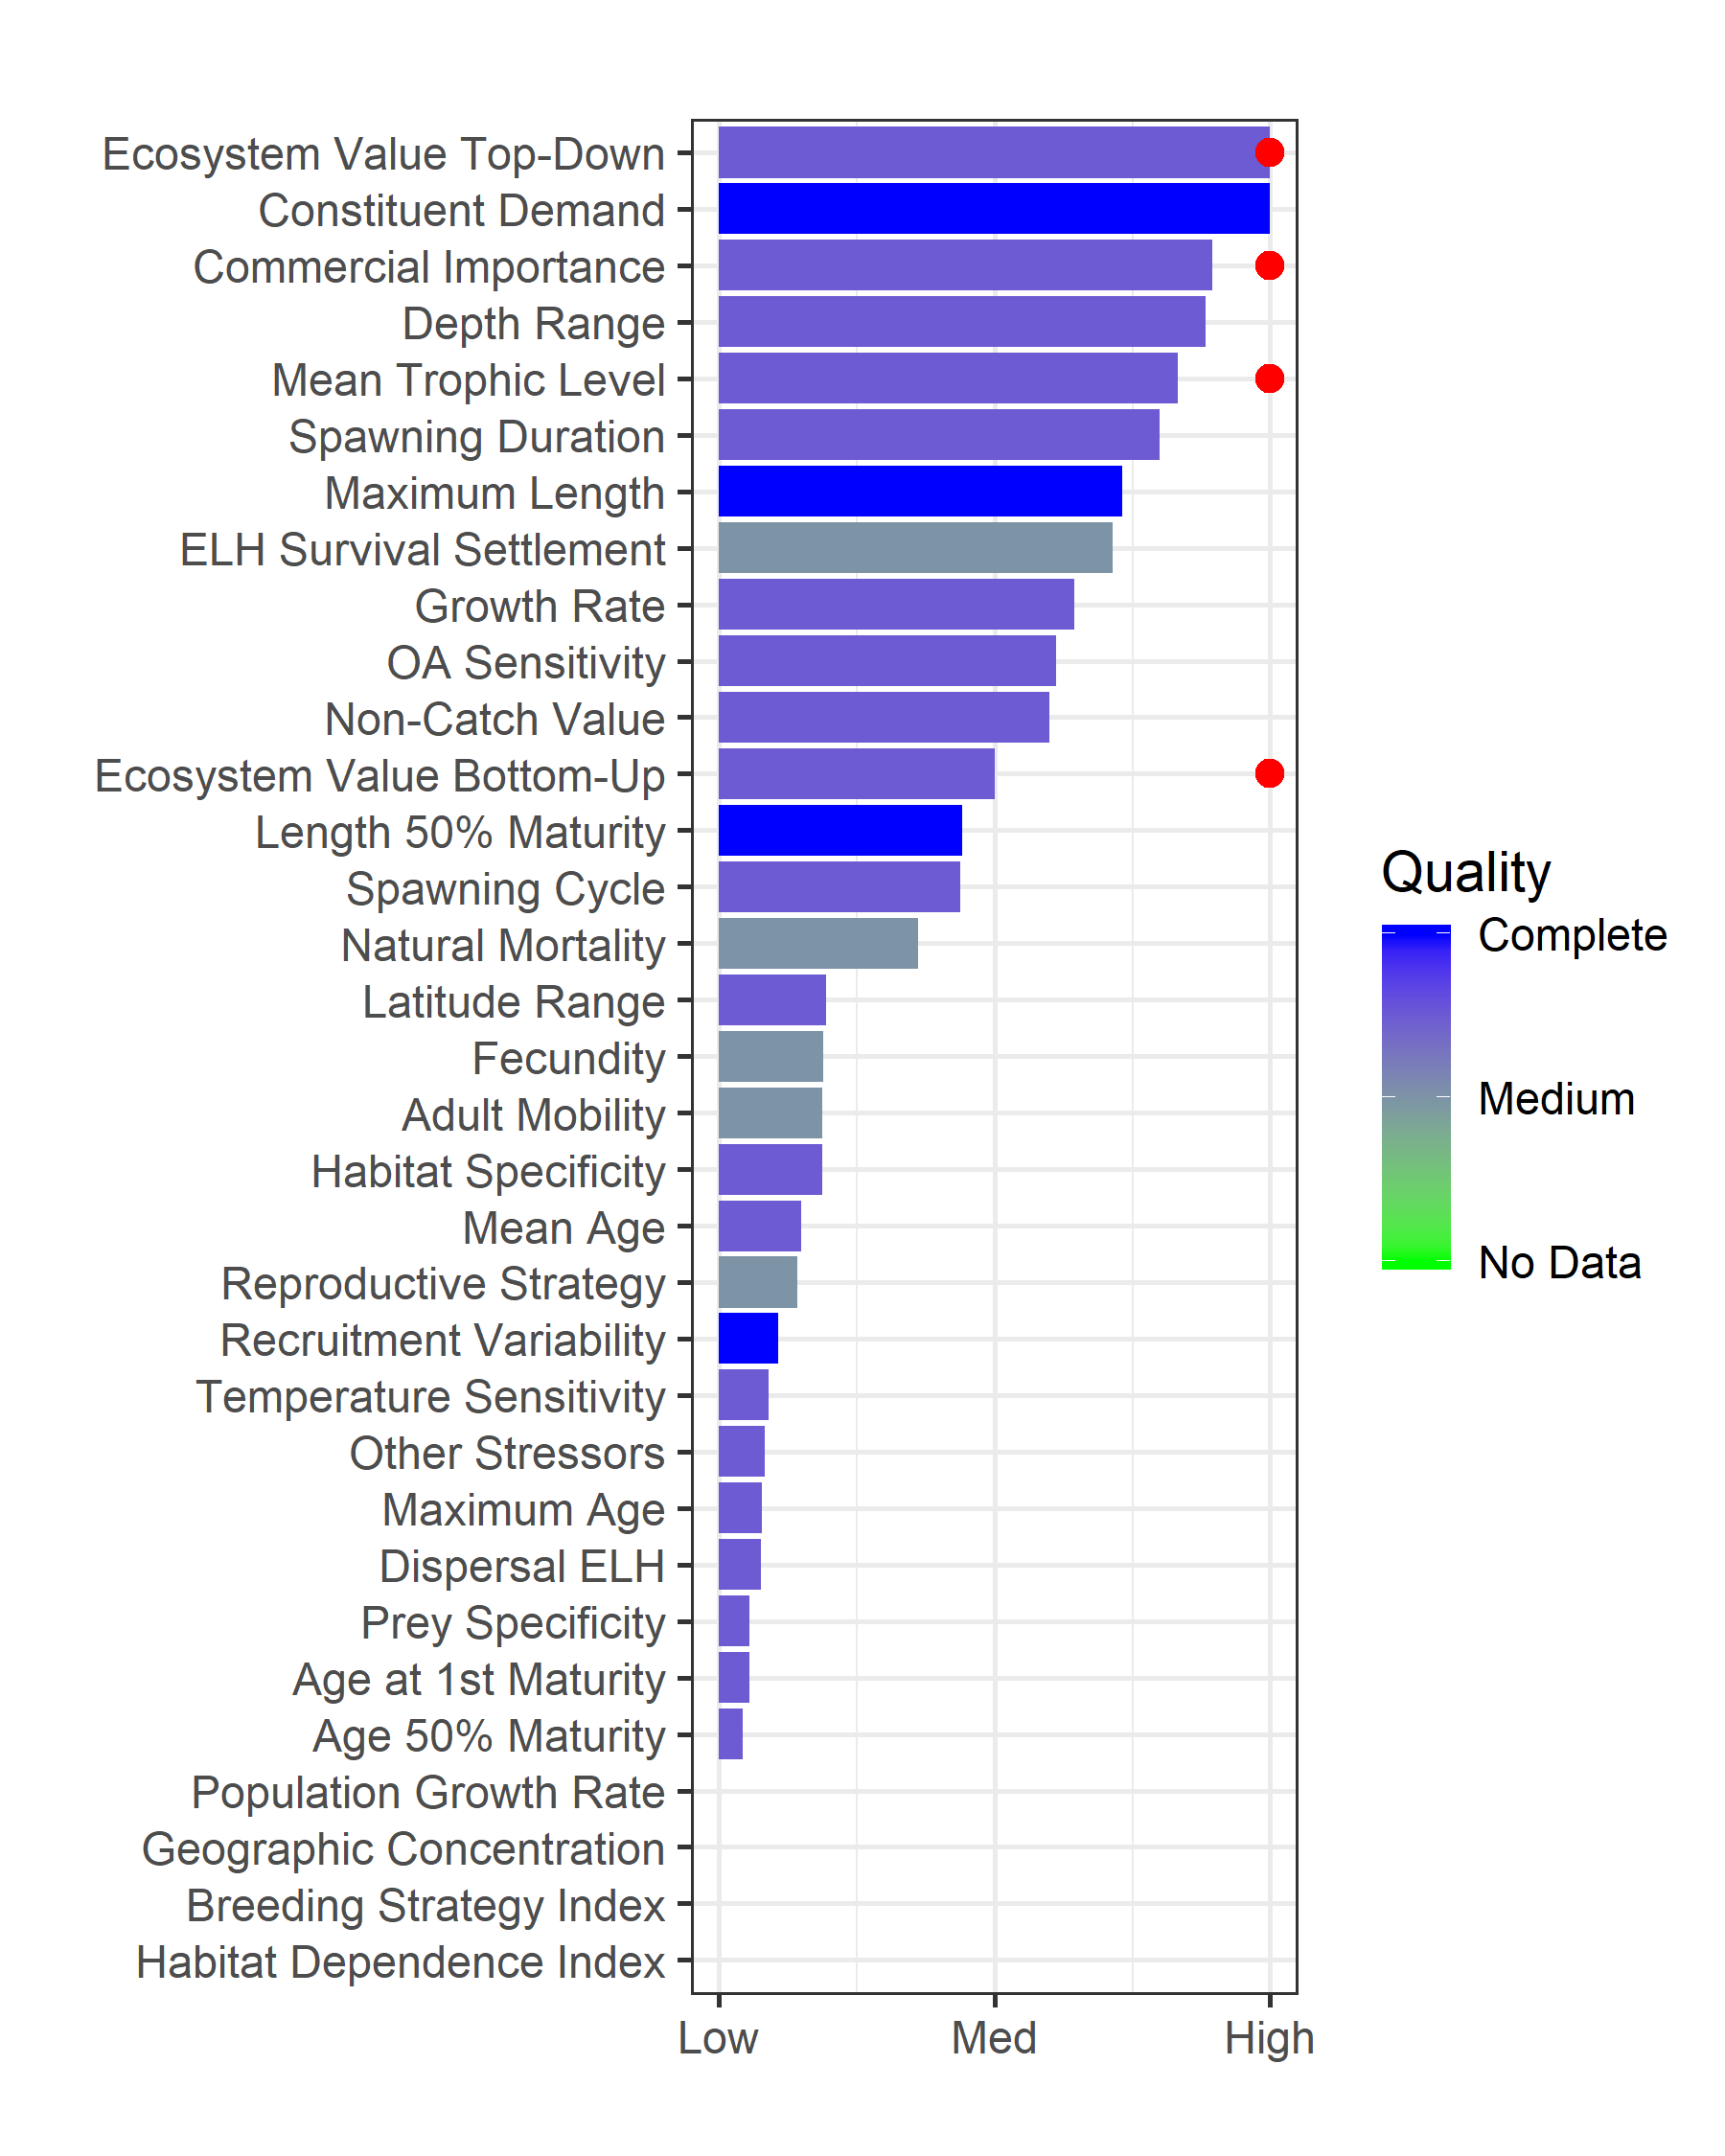 Ecosystem Value Top-Down
Constituent Demand
Commercial Importance
Depth Range
Mean Trophic Level
Spawning Duration
Maximum Length
ELH Survival Settlement
Growth Rate
OA Sensitivity
Non-Catch Value
Ecosystem Value Bottom-Up
Length 50% Maturity
Spawning Cycle
Natural Mortality
Latitude Range
Fecundity
Adult Mobility
Habitat Specificity
Mean Age
Reproductive Strategy
Recruitment Variability
Temperature Sensitivity
Other Stressors
Maximum Age
Dispersal ELH
Prey Specificity
Age at 1st Maturity
Age 50% Maturity
Population Growth Rate
Geographic Concentration
Breeding Strategy Index
Habitat Dependence Index
Low Med High
Quality
Complete
Medium
No Data